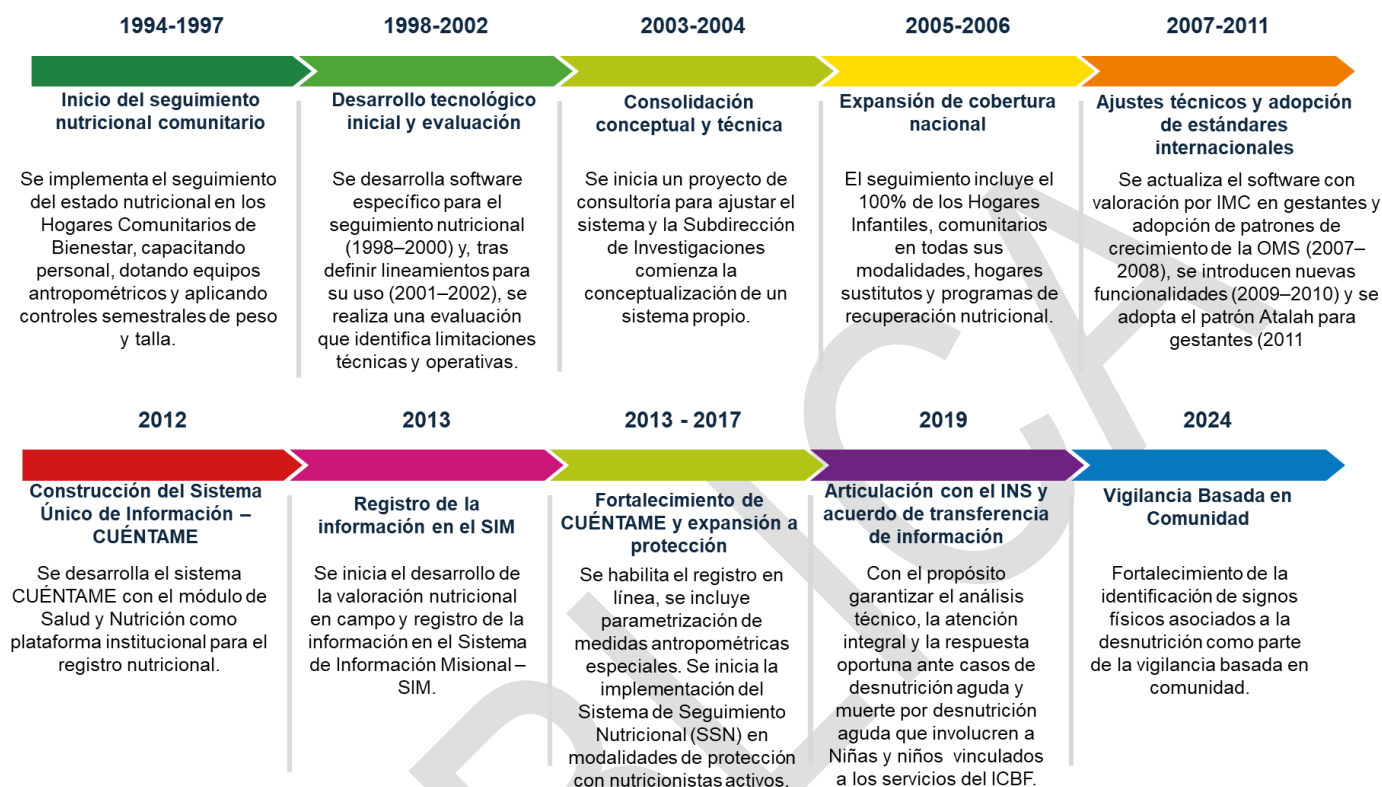 1994-1997
Inicio del seguimiento
nutricional comunitario
Se implementa el seguimiento
del estado nutricional en los
Hogares Comunitarios de
Bienestar, capacitando
personal, dotando equipos
antropométricos y aplicando
controles semestrales de peso
y talla.
1998-2002
Desarrollo tecnológico
inicial y evaluación
Se desarrolla software
específico para el
seguimiento nutricional
(1998–2000) y, tras
definir lineamientos para
su uso (2001–2002), se
realiza una evaluación
que identifica limitaciones
técnicas y operativas.
2003-2004
Consolidación
conceptual y técnica
Se inicia un proyecto de
consultoría para ajustar el
sistema y la Subdirección
de Investigaciones
comienza la
conceptualización de un
sistema propio.
2005-2006
Expansión de cobertura
nacional
El seguimiento incluye el
100% de los Hogares
Infantiles, comunitarios
en todas sus
modalidades, hogares
sustitutos y programas de
recuperación nutricional.
2007-2011
Ajustes técnicos y adopción
de estándares
internacionales
Se actualiza el software con
valoración por IMC en gestantes y
adopción de patrones de
crecimiento de la OMS (2007–
2008), se introducen nuevas
funcionalidades (2009–2010) y se
adopta el patrón Atalah para
gestantes (2011
2012
Construcción del Sistema
Único de Información –
CUÉNTAME
Se desarrolla el sistema
CUÉNTAME con el módulo de
Salud y Nutrición como
plataforma institucional para el
registro nutricional.
2013
Registro de la
información en el SIM
Se inicia el desarrollo de
la valoración nutricional
en campo y registro de la
información en el Sistema
de Información Misional –
SIM.
2013 - 2017
Fortalecimiento de
CUÉNTAME y expansión a
protección
Se habilita el registro en
línea, se incluye
parametrización de
medidas antropométricas
especiales. Se inicia la
implementación del
Sistema de Seguimiento
Nutricional (SSN) en
modalidades de protección
con nutricionistas activos.
2019
Articulación con el INS y
acuerdo de transferencia
de información
Con el propósito
garantizar el análisis
técnico, la atención
integral y la respuesta
oportuna ante casos de
desnutrición aguda y
muerte por desnutrición
aguda que involucren a
Niñas y niños vinculados
a los servicios del ICBF.
2024
Vigilancia Basada en
Comunidad
Fortalecimiento de la
identificación de signos
físicos asociados a la
desnutrición como parte
de la vigilancia basada en
comunidad.